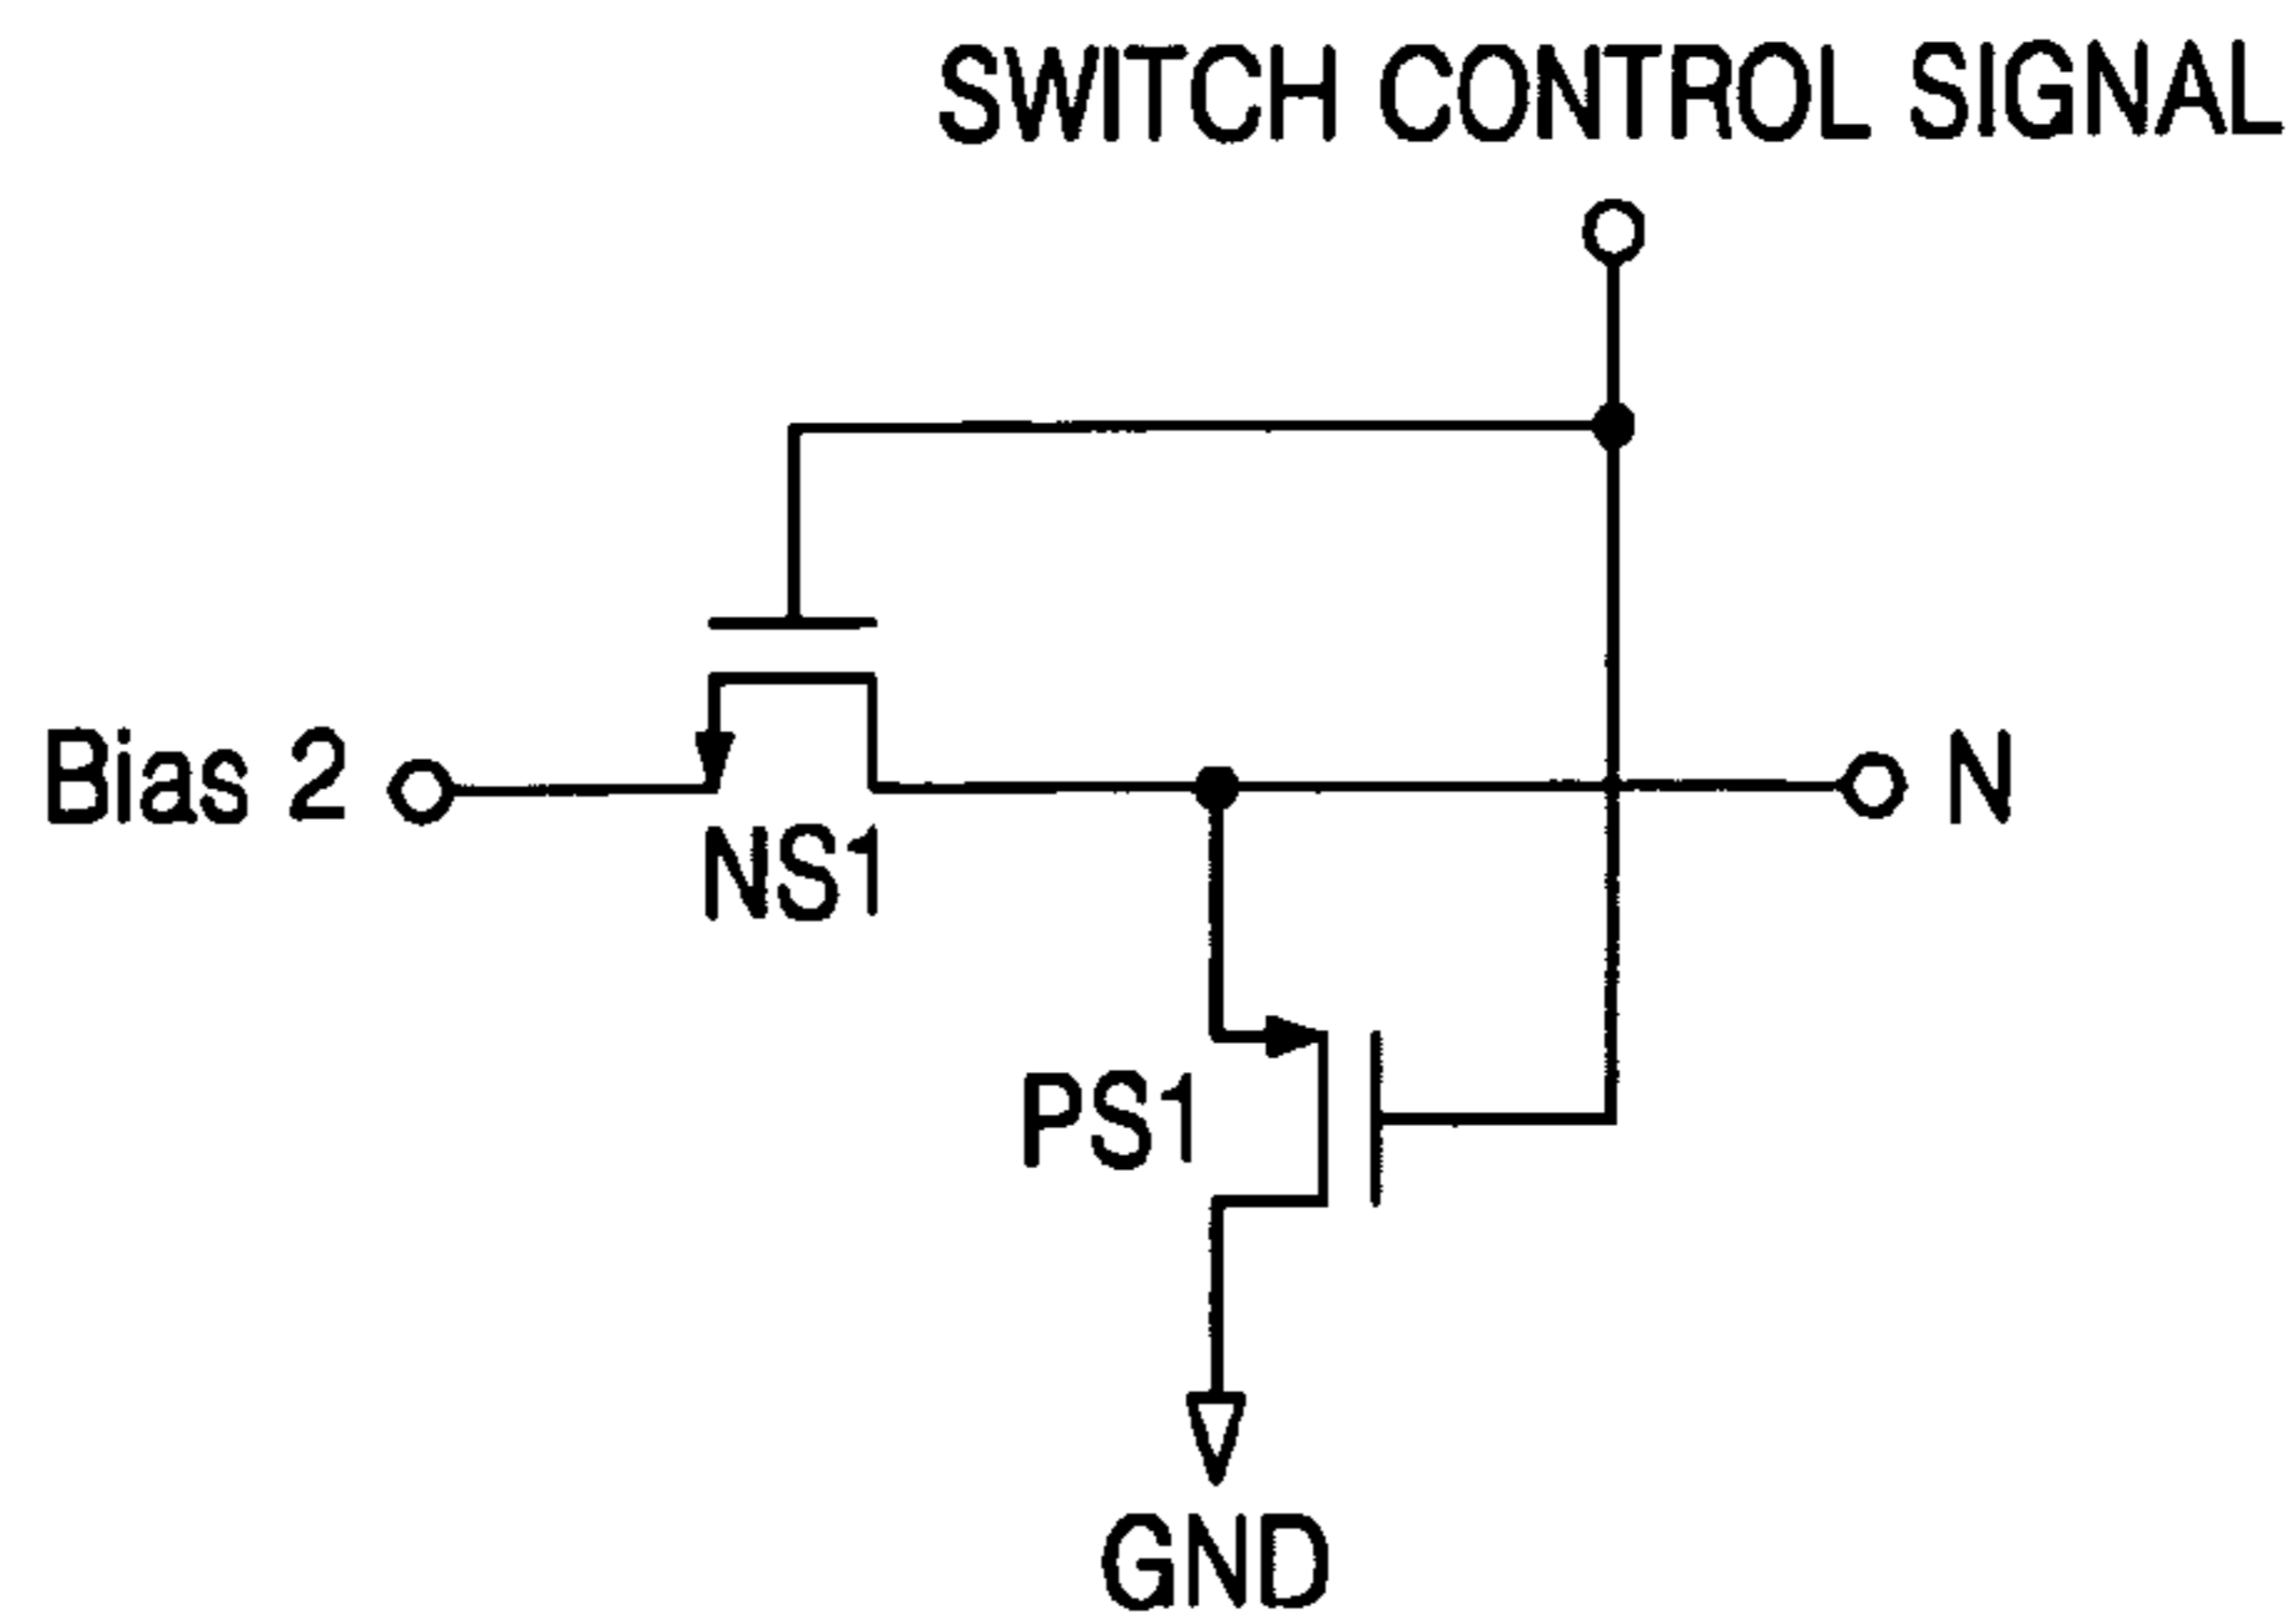 SWITCH CONTROL SIGNAL
Bias 2
N
NS1
PS1
GND